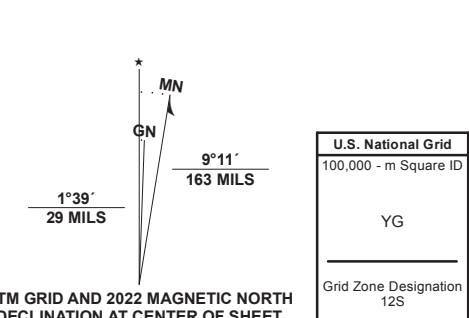 ★
MN
GN
9°11´
163 MILS
1°39´
29 MILS
TM GRID AND 2022 MAGNETIC NORTH
DECLINATION AT CENTER OF SHEET
U.S. National Grid
100,000 - m Square ID
YG
Grid Zone Designation
12S